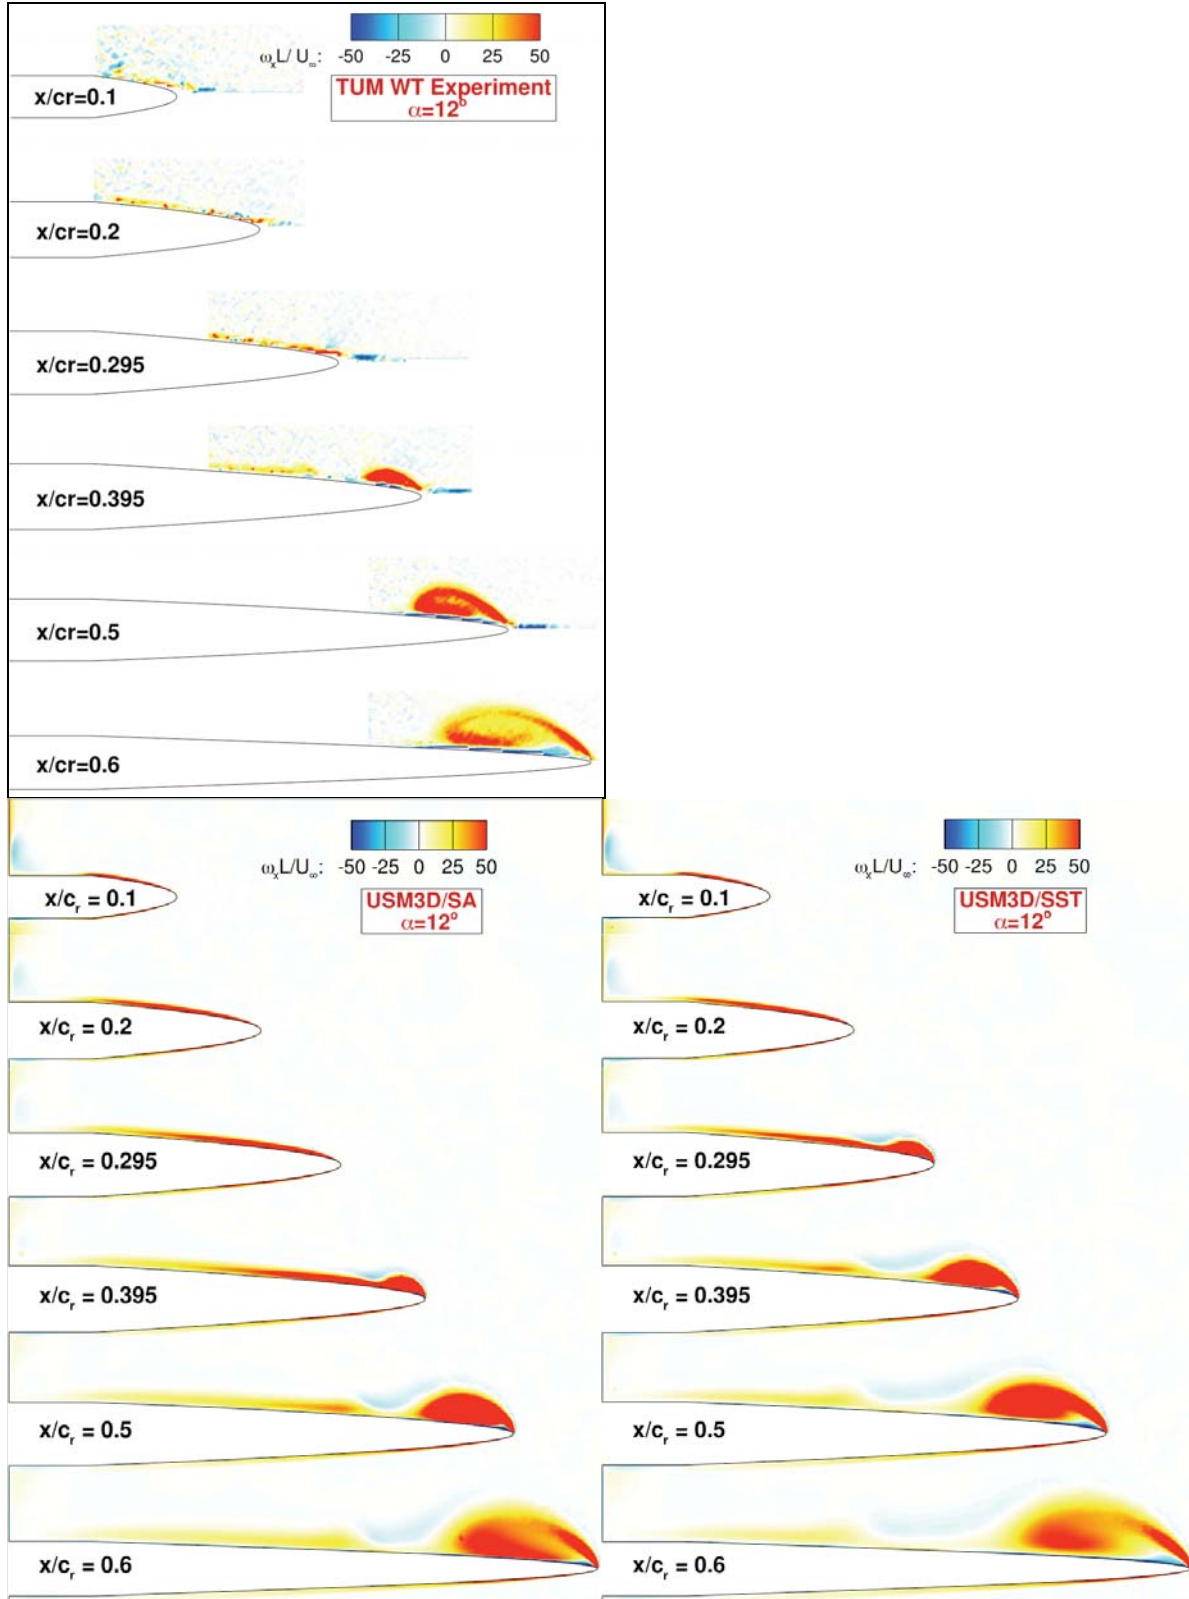 -50 -25 0 25 50
ωₓL/U∞:
TUM WT Experiment
α=12°
x/cr=0.1
x/cr=0.2
x/cr=0.295
x/cr=0.395
x/cr=0.5
x/cr=0.6
ωₓL/U∞: -50 -25 0 25 50
USM3D/SA
α=12°
x/cᵣ = 0.1
x/cᵣ = 0.2
x/cᵣ = 0.295
x/cᵣ = 0.395
x/cᵣ = 0.5
x/cᵣ = 0.6
ωₓL/U∞: -50 -25 0 25 50
USM3D/SST
α=12°
x/cᵣ = 0.1
x/cᵣ = 0.2
x/cᵣ = 0.295
x/cᵣ = 0.395
x/cᵣ = 0.5
x/cᵣ = 0.6